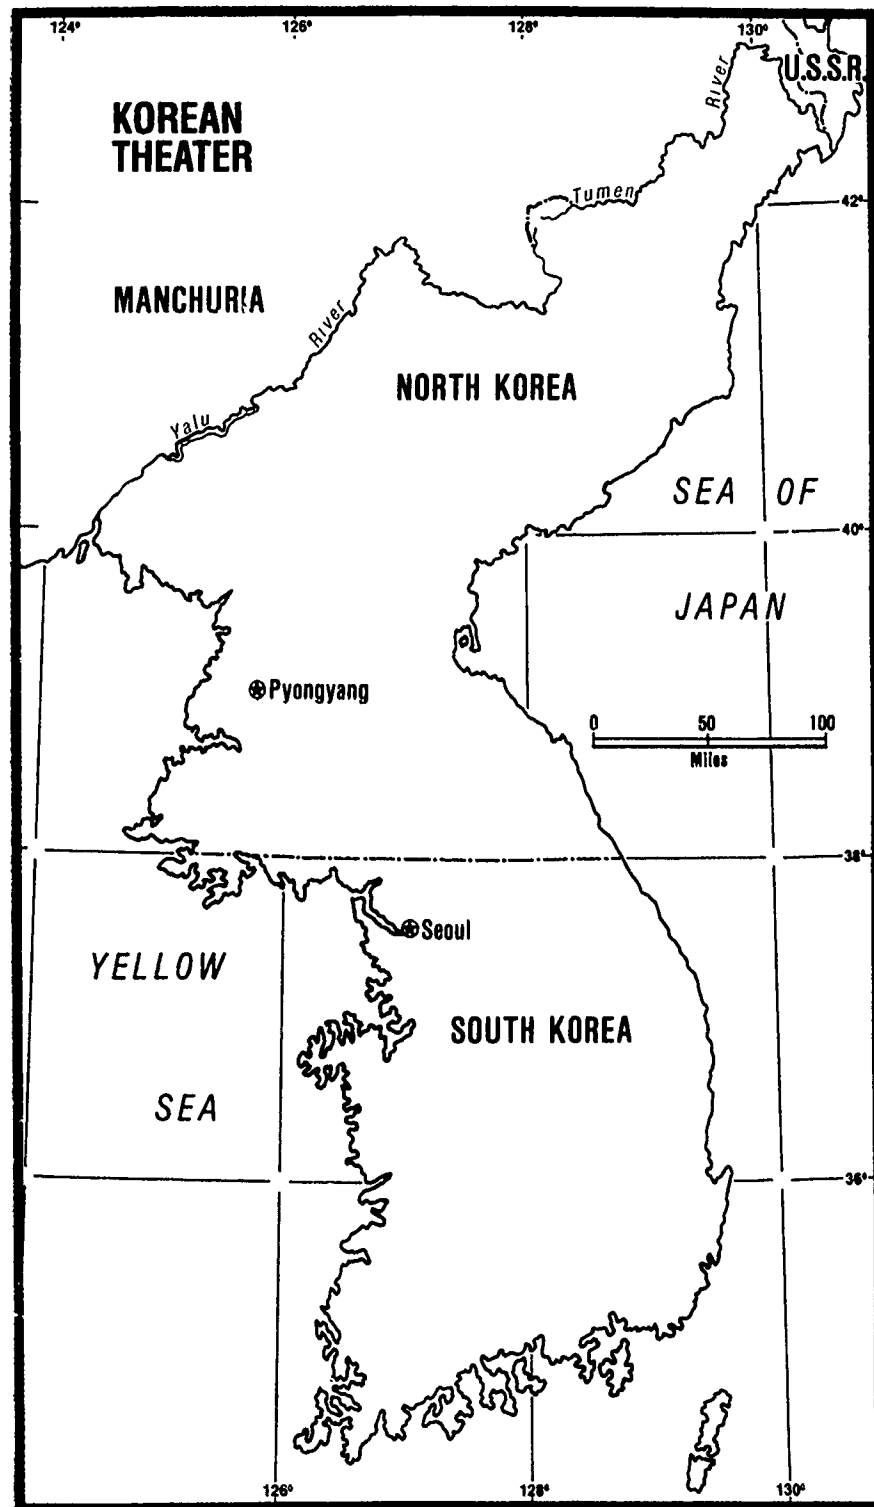 124° 126° 128° 130°
U.S.S.R.
River
KOREAN
THEATER
Tumen
42°
MANCHURIA
River
NORTH KOREA
Yalu
SEA OF
40°
JAPAN
Pyongyang
0 50 100
Miles
38°
Seoul
YELLOW
SOUTH KOREA
SEA
36°
126° 128° 130°